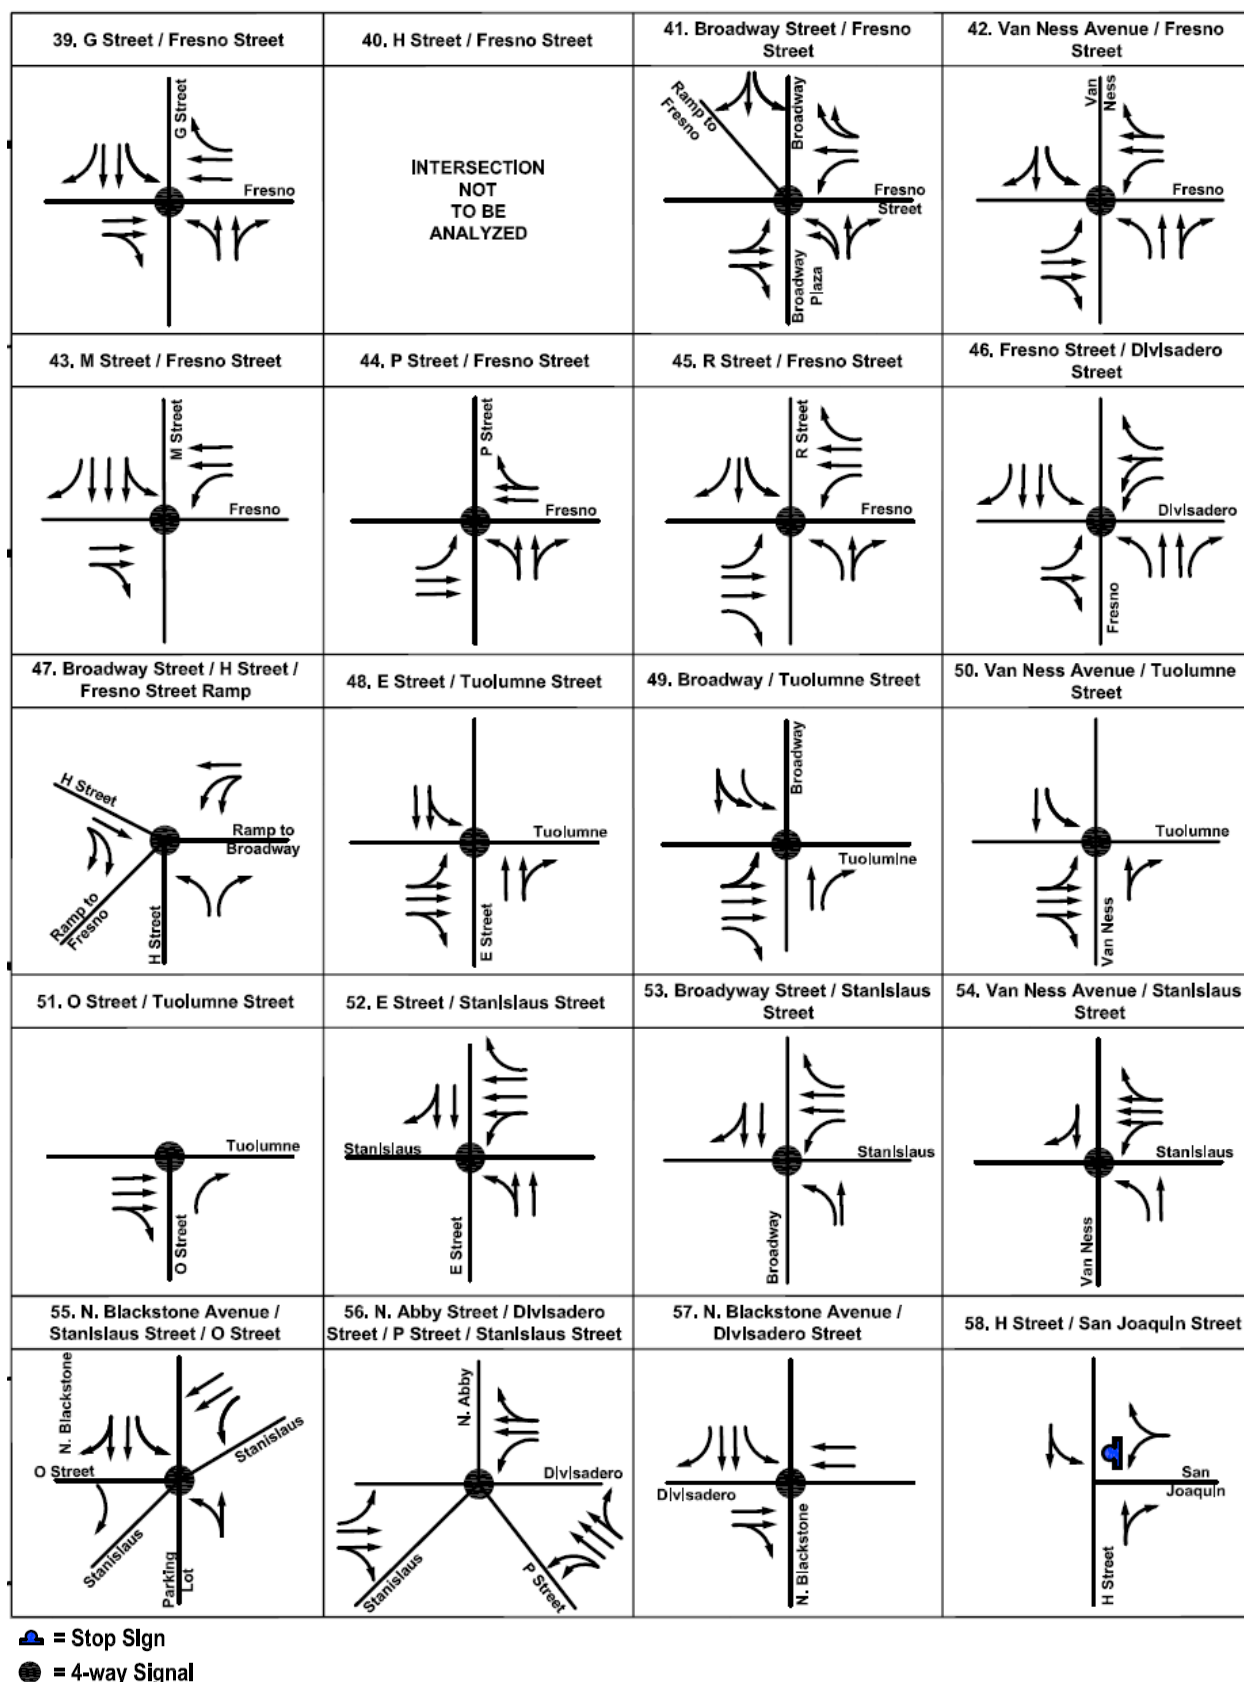 39. G Street / Fresno Street
40. H Street / Fresno Street
41. Broadway Street / Fresno
Street
42. Van Ness Avenue / Fresno
Street
G Street
Fresno
INTERSECTION
NOT
TO BE
ANALYZED
Ramp to
Fresno
Broadway
Fresno
Street
Broadway
Plaza
Van
Ness
Fresno
43. M Street / Fresno Street
44. P Street / Fresno Street
45. R Street / Fresno Street
46. Fresno Street / Divisadero
Street
M Street
Fresno
P Street
Fresno
R Street
Fresno
Divisadero
Fresno
47. Broadway Street / H Street /
Fresno Street Ramp
48. E Street / Tuolumne Street
49. Broadway / Tuolumne Street
50. Van Ness Avenue / Tuolumne
Street
H Street
Ramp to
Broadway
Ramp to
Fresno
H Street
Tuolumne
E Street
Broadway
Tuolumine
Tuolumne
Van Ness
51. O Street / Tuolumne Street
52. E Street / Stanislaus Street
53. Broadyway Street / Stanislaus
Street
54. Van Ness Avenue / Stanislaus
Street
Tuolumne
O Street
Stanislaus
E Street
Stanislaus
Broadway
Stanislaus
Van Ness
55. N. Blackstone Avenue /
Stanislaus Street / O Street
56. N. Abby Street / Divisadero
Street / P Street / Stanislaus Street
57. N. Blackstone Avenue /
Divisadero Street
58. H Street / San Joaquin Street
N. Blackstone
Stanislaus
O Street
Stanislaus
Parking
Lot
N. Abby
Divisadero
Stanislaus
P Street
Divisadero
N. Blackstone
San
Joaquin
H Street
= Stop Sign
= 4-way Signal